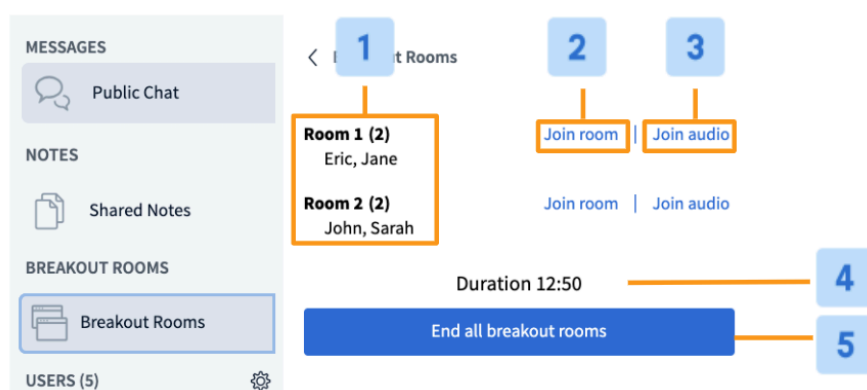 MESSAGES
Public Chat
NOTES
Shared Notes
BREAKOUT ROOMS
Breakout Rooms
USERS (5)
1
2
3
t Rooms
Room 1 (2)
Eric, Jane
Join room | Join audio
Room 2 (2)
John, Sarah
Join room | Join audio
Duration 12:50
4
End all breakout rooms
5